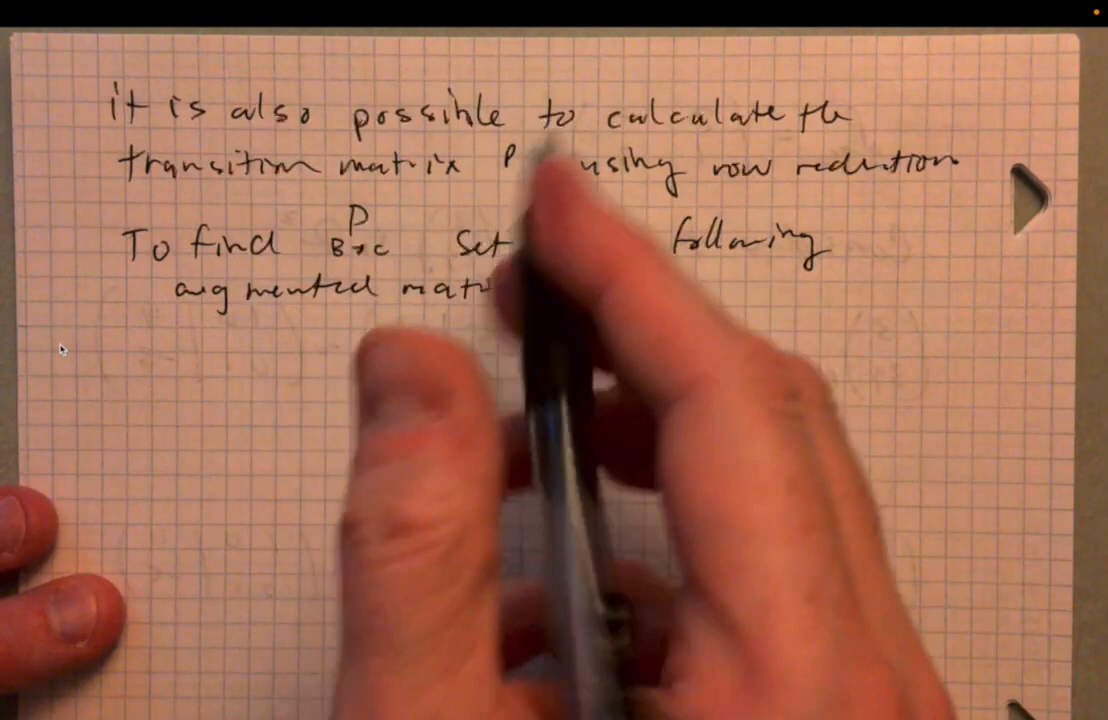 it is also possible to calculate the
transition matrix P using row reduction
P
To find B→C Set following
augmented